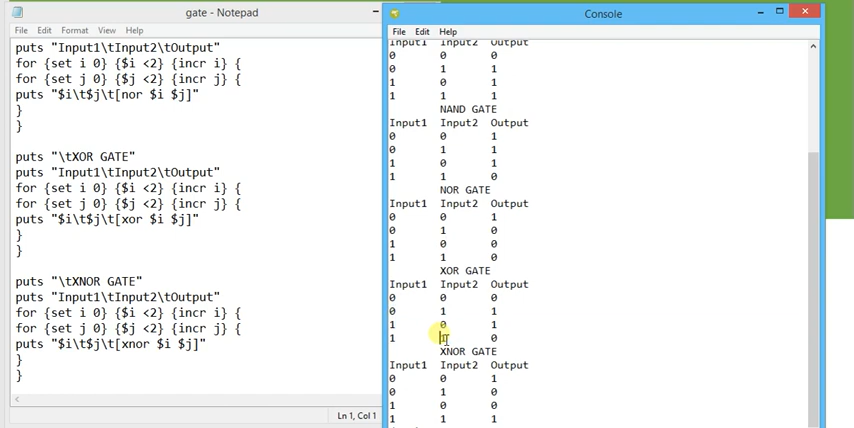 gate - Notepad
File Edit Format View Help
puts "Input1\tInput2\tOutput"
for {set i 0} {$i <2} {incr i} {
for {set j 0} {$j <2} {incr j} {
puts "$i\t$j\t[nor $i $j]"
}
}
puts "\tXOR GATE"
puts "Input1\tInput2\tOutput"
for {set i 0} {$i <2} {incr i} {
for {set j 0} {$j <2} {incr j} {
puts "$i\t$j\t[xor $i $j]"
}
}
puts "\tXNOR GATE"
puts "Input1\tInput2\tOutput"
for {set i 0} {$i <2} {incr i} {
for {set j 0} {$j <2} {incr j} {
puts "$i\t$j\t[xnor $i $j]"
}
}
Ln 1, Col 1
Console
File Edit Help
Input1 Input2 Output
0 0 0
0 1 1
1 0 1
1 1 1
NAND GATE
Input1 Input2 Output
0 0 1
0 1 1
1 0 1
1 1 0
NOR GATE
Input1 Input2 Output
0 0 1
0 1 0
1 0 0
1 1 0
XOR GATE
Input1 Input2 Output
0 0 0
0 1 1
1 0 1
1 1 0
XNOR GATE
Input1 Input2 Output
0 0 1
0 1 0
1 0 0
1 1 1